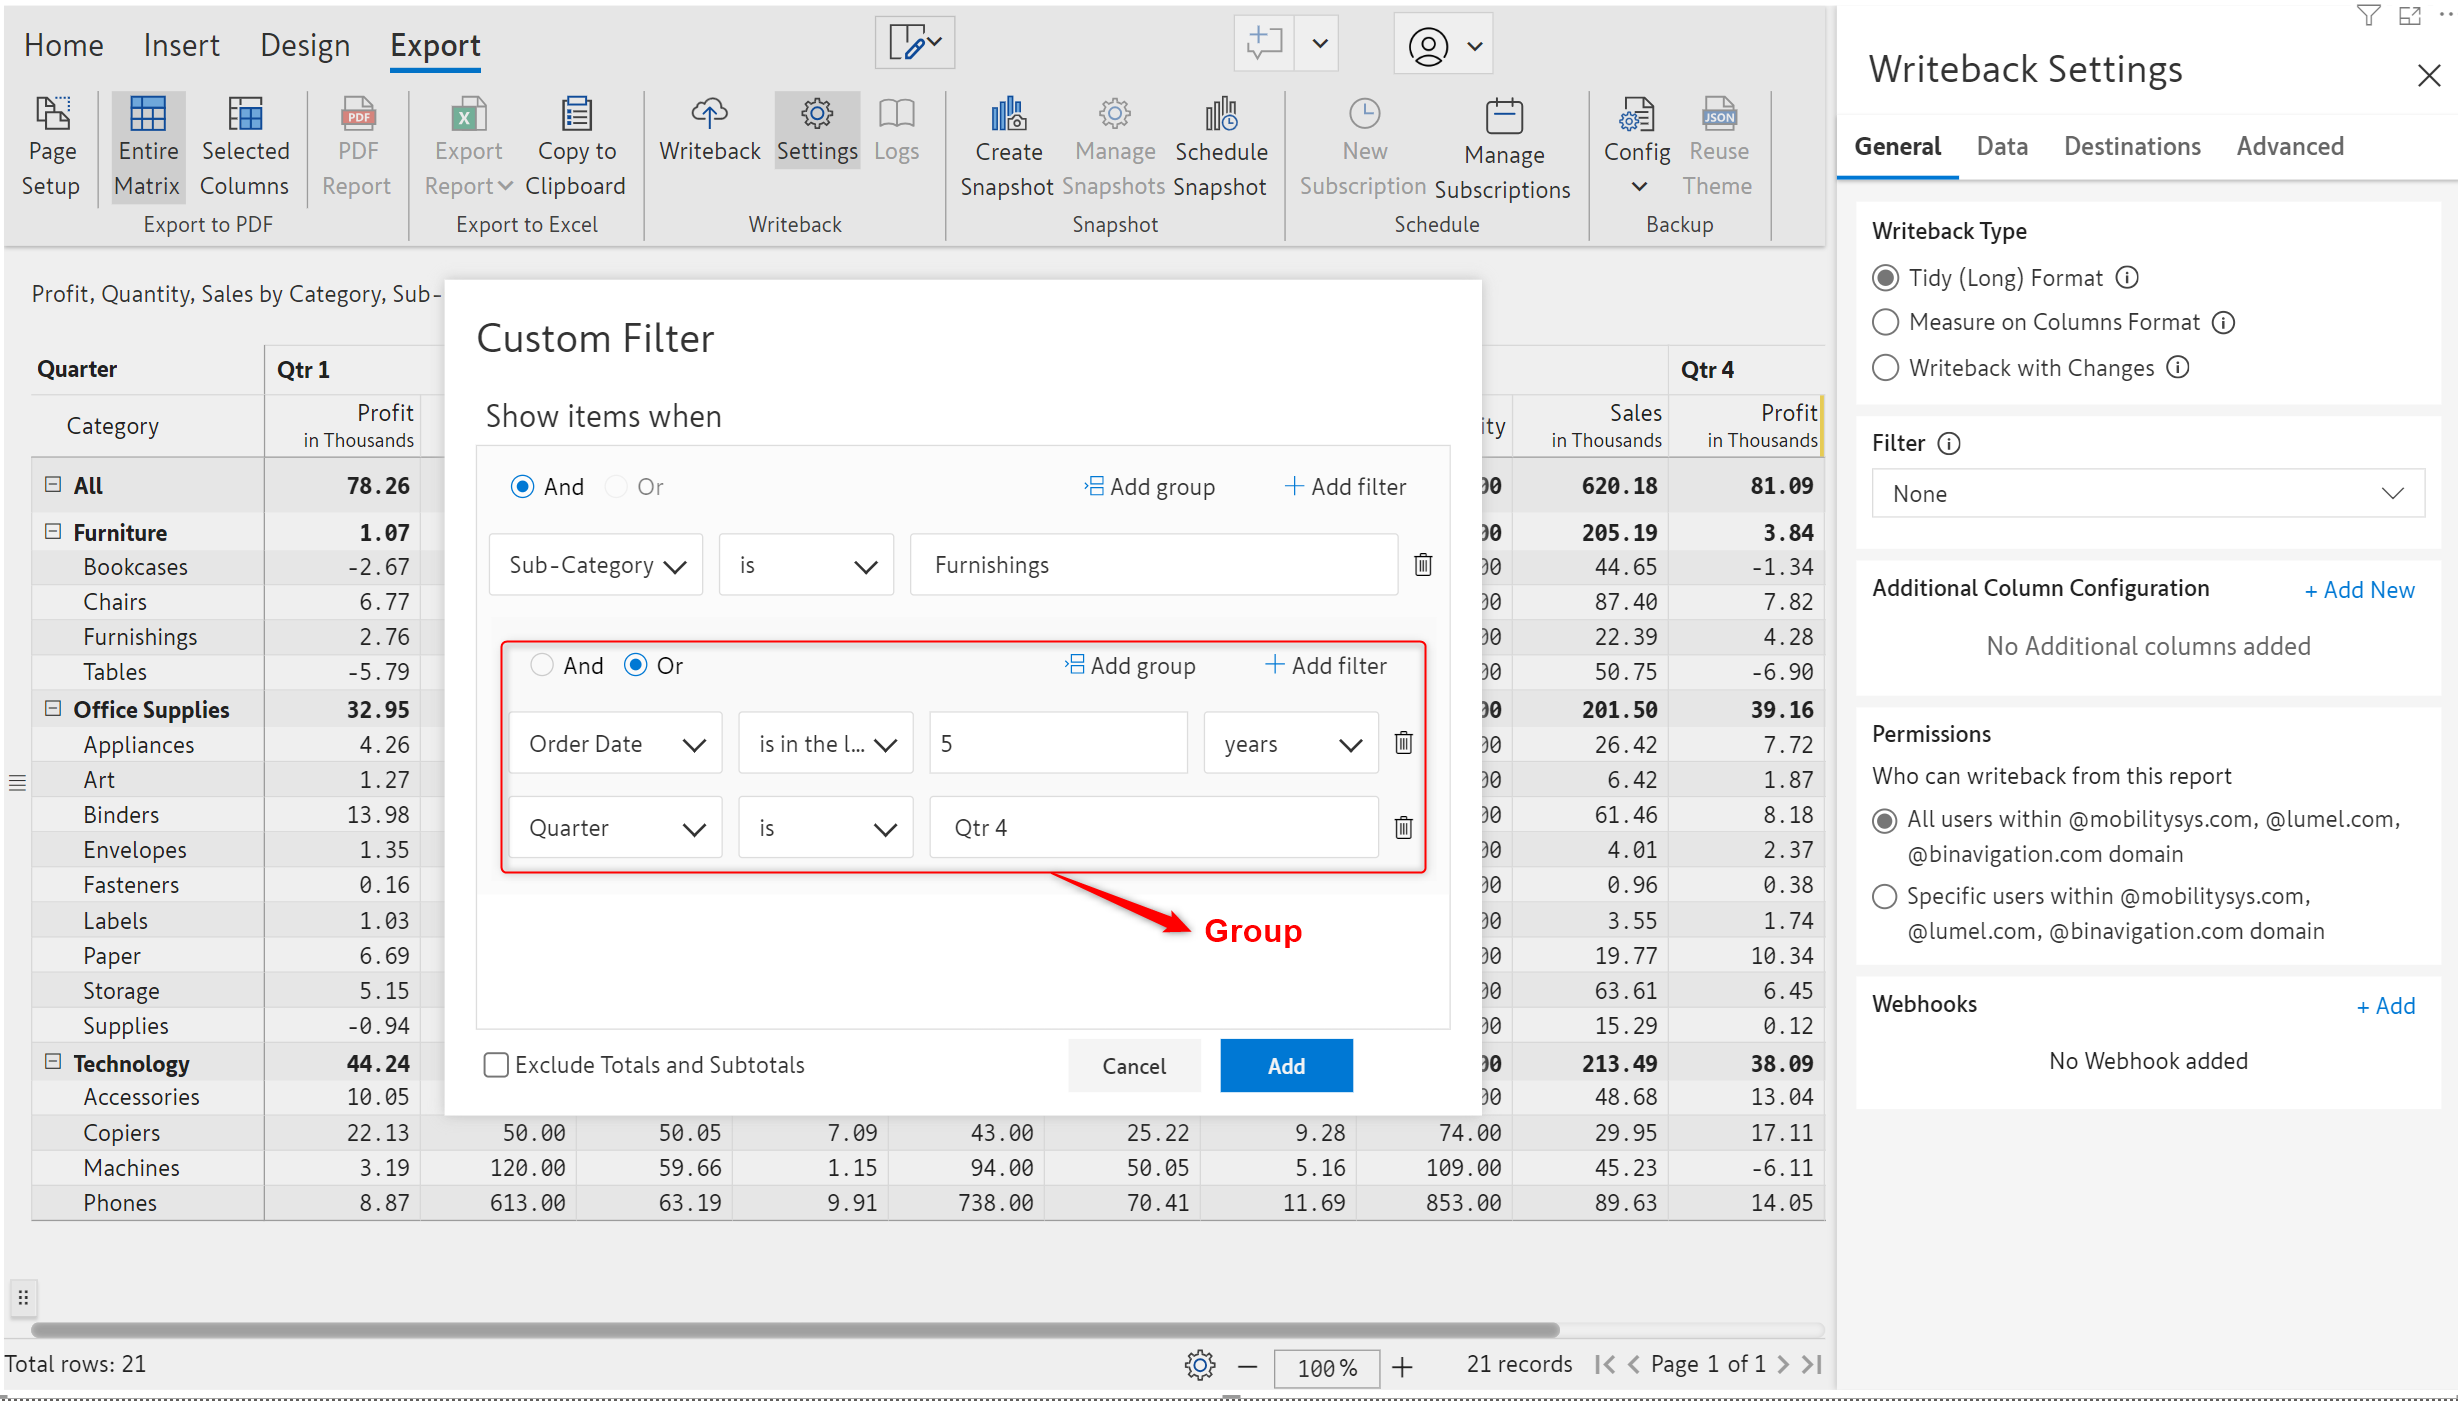 Home Insert Design Export
Page Setup
Entire Matrix
Selected Columns
Export to PDF
PDF Report
Export Report
Copy to Clipboard
Export to Excel
Writeback
Settings
Logs
Writeback
Create Snapshot
Manage Snapshots
Schedule Snapshot
Snapshot
New Subscription
Manage Subscriptions
Schedule
Config
JSON
Reuse Theme
Backup
Profit, Quantity, Sales by Category, Sub-
Quarter Qtr 1 Qtr 4
Category Profit in Thousands ity Sales in Thousands Profit in Thousands
All 78.26 00 620.18 81.09
Furniture 1.07 00 205.19 3.84
Bookcases -2.67 00 44.65 -1.34
Chairs 6.77 00 87.40 7.82
Furnishings 2.76 00 22.39 4.28
Tables -5.79 00 50.75 -6.90
Office Supplies 32.95 00 201.50 39.16
Appliances 4.26 00 26.42 7.72
Art 1.27 00 6.42 1.87
Binders 13.98 00 61.46 8.18
Envelopes 1.35 00 4.01 2.37
Fasteners 0.16 00 0.96 0.38
Labels 1.03 00 3.55 1.74
Paper 6.69 00 19.77 10.34
Storage 5.15 00 63.61 6.45
Supplies -0.94 00 15.29 0.12
Technology 44.24 00 213.49 38.09
Accessories 10.05 00 48.68 13.04
Copiers 22.13 50.00 50.05 7.09 43.00 25.22 9.28 74.00 29.95 17.11
Machines 3.19 120.00 59.66 1.15 94.00 50.05 5.16 109.00 45.23 -6.11
Phones 8.87 613.00 63.19 9.91 738.00 70.41 11.69 853.00 89.63 14.05
Custom Filter
Show items when
And Or Add group Add filter
Sub-Category is Furnishings
And Or Add group Add filter
Order Date is in the l... 5 years
Quarter is Qtr 4
Group
Exclude Totals and Subtotals Cancel Add
Total rows: 21 100% 21 records Page 1 of 1
Writeback Settings
General Data Destinations Advanced
Writeback Type
Tidy (Long) Format
Measure on Columns Format
Writeback with Changes
Filter
None
Additional Column Configuration + Add New
No Additional columns added
Permissions
Who can writeback from this report
All users within @mobilitysys.com, @lumel.com,
@binavigation.com domain
Specific users within @mobilitysys.com,
@lumel.com, @binavigation.com domain
Webhooks + Add
No Webhook added